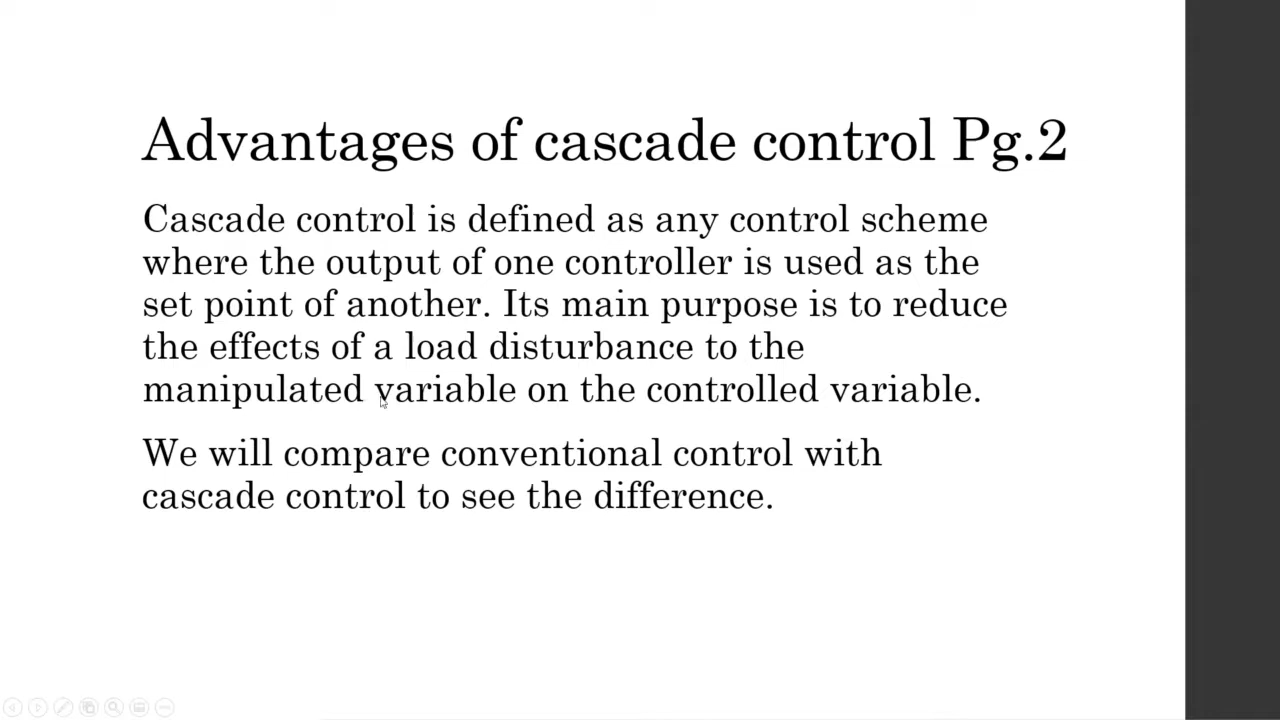 Advantages of cascade control Pg.2
Cascade control is defined as any control scheme
where the output of one controller is used as the
set point of another. Its main purpose is to reduce
the effects of a load disturbance to the
manipulated variable on the controlled variable.
We will compare conventional control with
cascade control to see the difference.